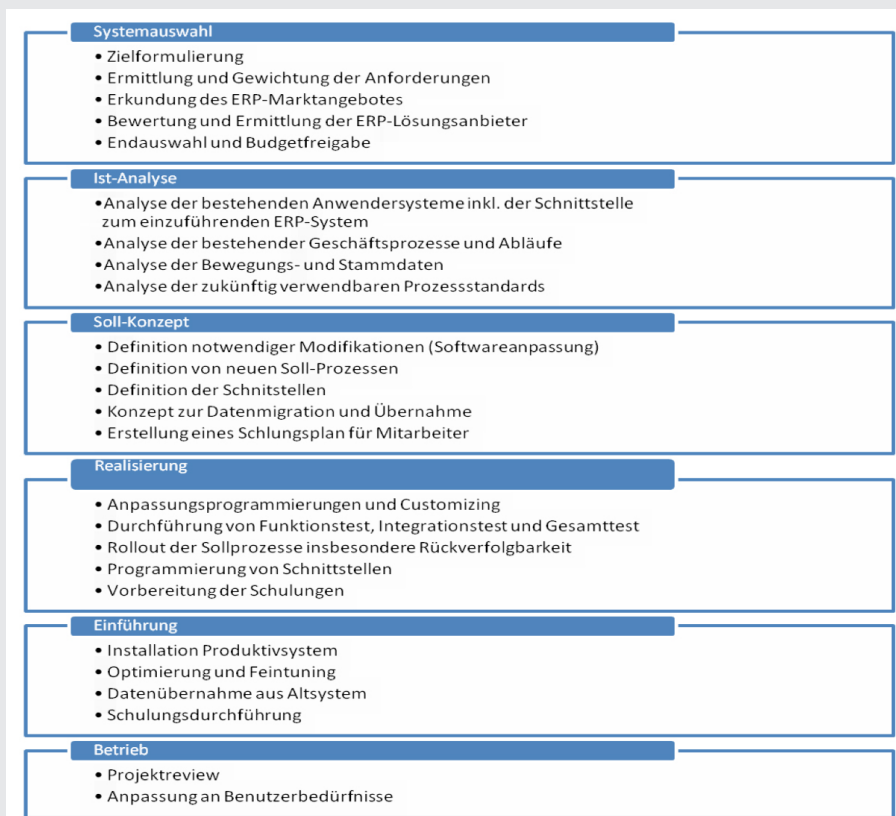 Systemauswahl
• Zielformulierung
• Ermittlung und Gewichtung der Anforderungen
• Erkundung des ERP-Marktangebotes
• Bewertung und Ermittlung der ERP-Lösungsanbieter
• Endauswahl und Budgetfreigabe
Ist-Analyse
•Analyse der bestehenden Anwendersysteme inkl. der Schnittstelle
zum einzuführenden ERP-System
•Analyse der bestehender Geschäftsprozesse und Abläufe
•Analyse der Bewegungs- und Stammdaten
•Analyse der zukünftig verwendbaren Prozessstandards
Soll-Konzept
• Definition notwendiger Modifikationen (Softwareanpassung)
• Definition von neuen Soll-Prozessen
• Definition der Schnitstellen
• Konzept zur Datenmigration und Übernahme
• Erstellung eines Schlungsplan für Mitarbeiter
Realisierung
• Anpassungsprogrammierungen und Customizing
• Durchführung von Funktionstest, Integrationstest und Gesamttest
• Rollout der Sollprozesse insbesondere Rückverfolgbarkeit
• Programmierung von Schnittstellen
• Vorbereitung der Schulungen
Einführung
• Installation Produktivsystem
• Optimierung und Feintuning
• Datenübernahme aus Altsystem
• Schulungsdurchführung
Betrieb
• Projektreview
• Anpassung an Benutzerbedürfnisse